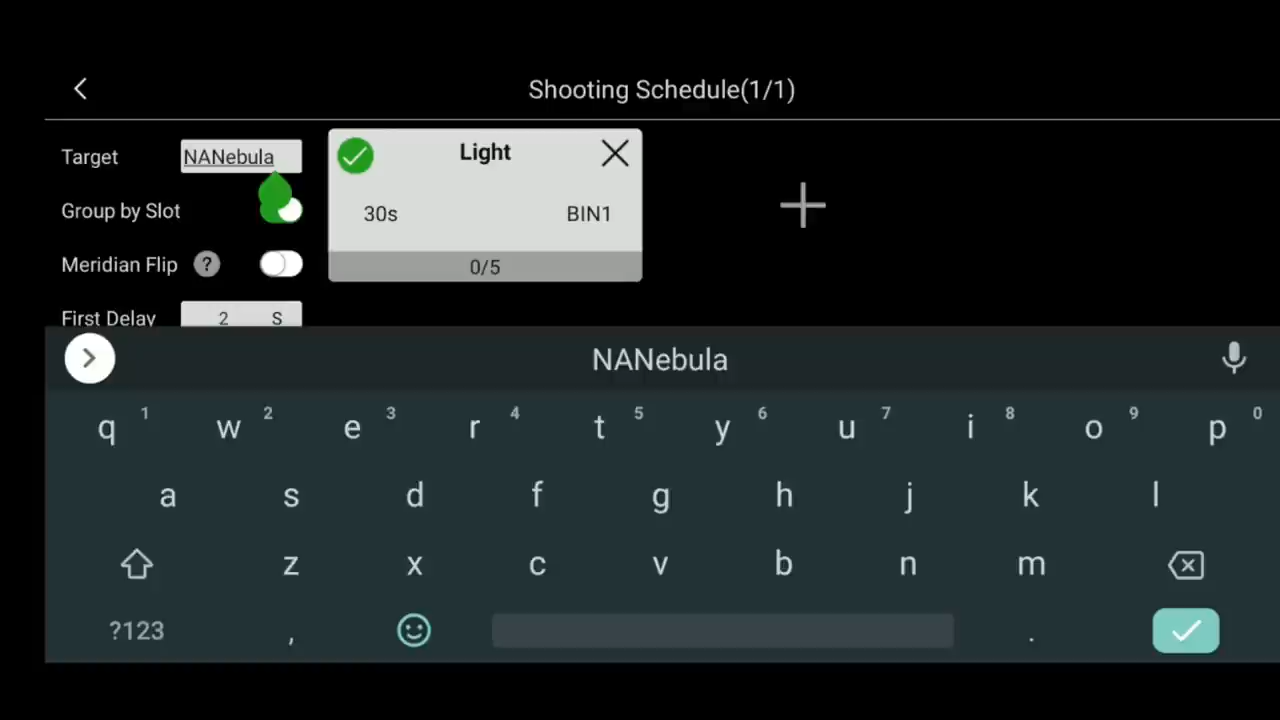 Shooting Schedule(1/1)
Target NANebula
Group by Slot
Meridian Flip ?
First Delay 2 S
Light
30s BIN1
0/5
NANebula
q 1 w 2 e 3 r 4 t 5 y 6 u 7 i 8 o 9 p 0
a s d f g h j k l
z x c v b n m
?123 , .